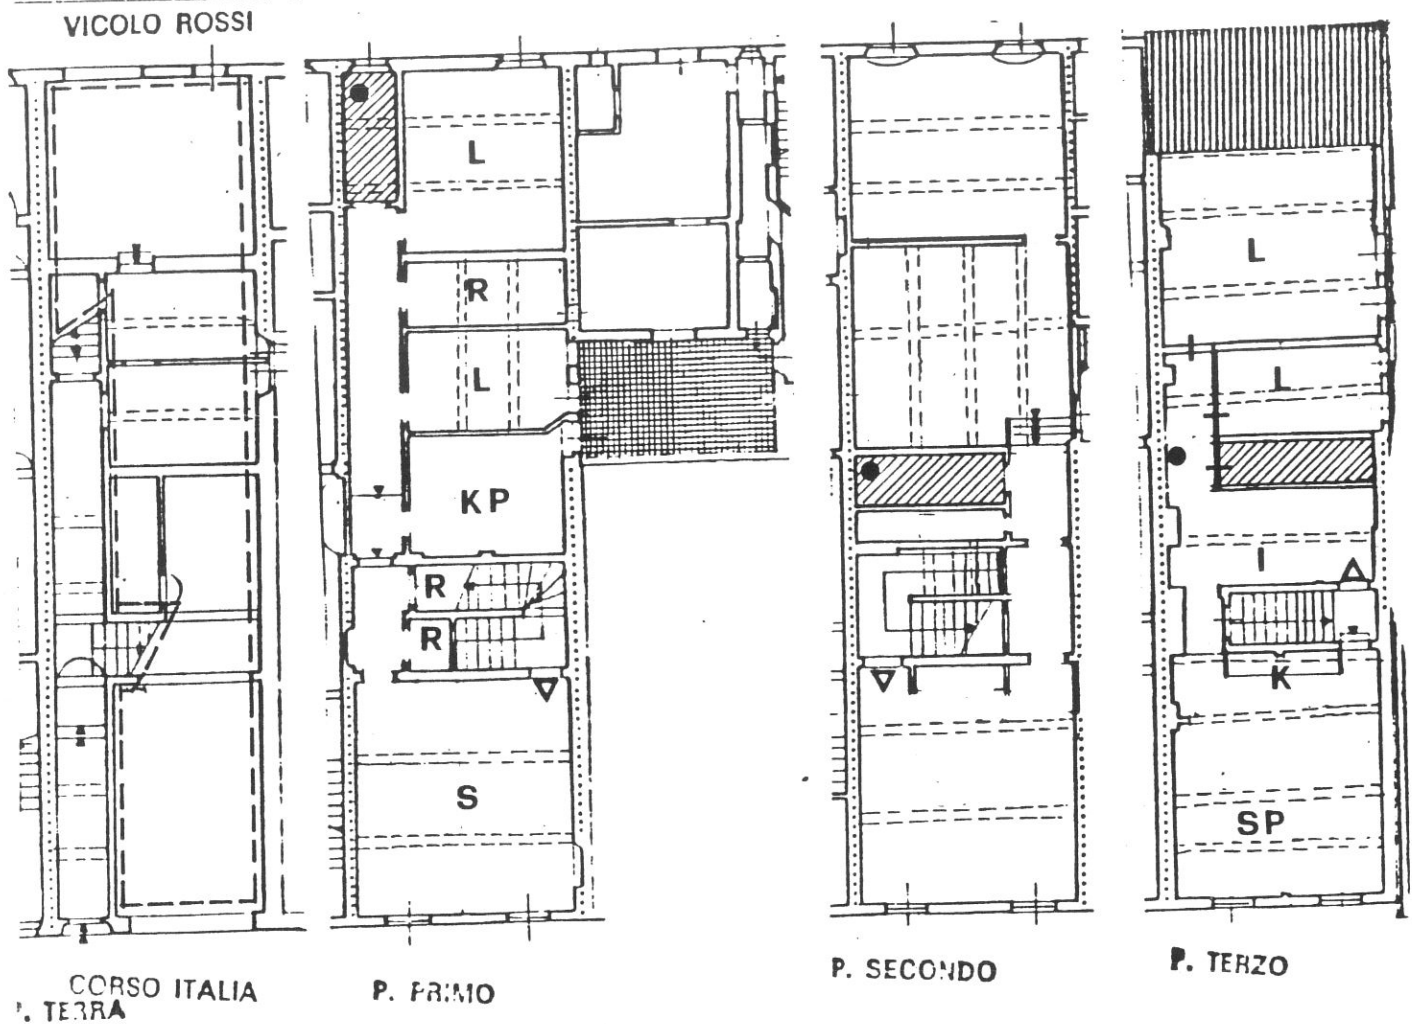 VICOLO ROSSI
L
R
L
KP
R
R
S
L
L
I
K
SP
CORSO ITALIA
P. TERRA
P. PRIMO
P. SECONDO
P. TERZO